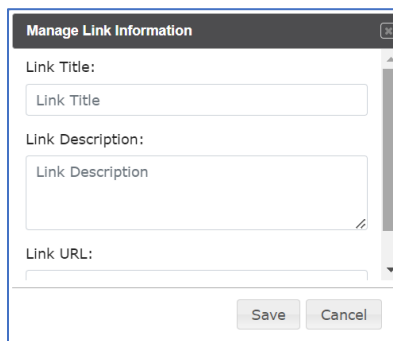 Manage Link Information
Link Title:
Link Title
Link Description:
Link Description
Link URL:
Save Cancel